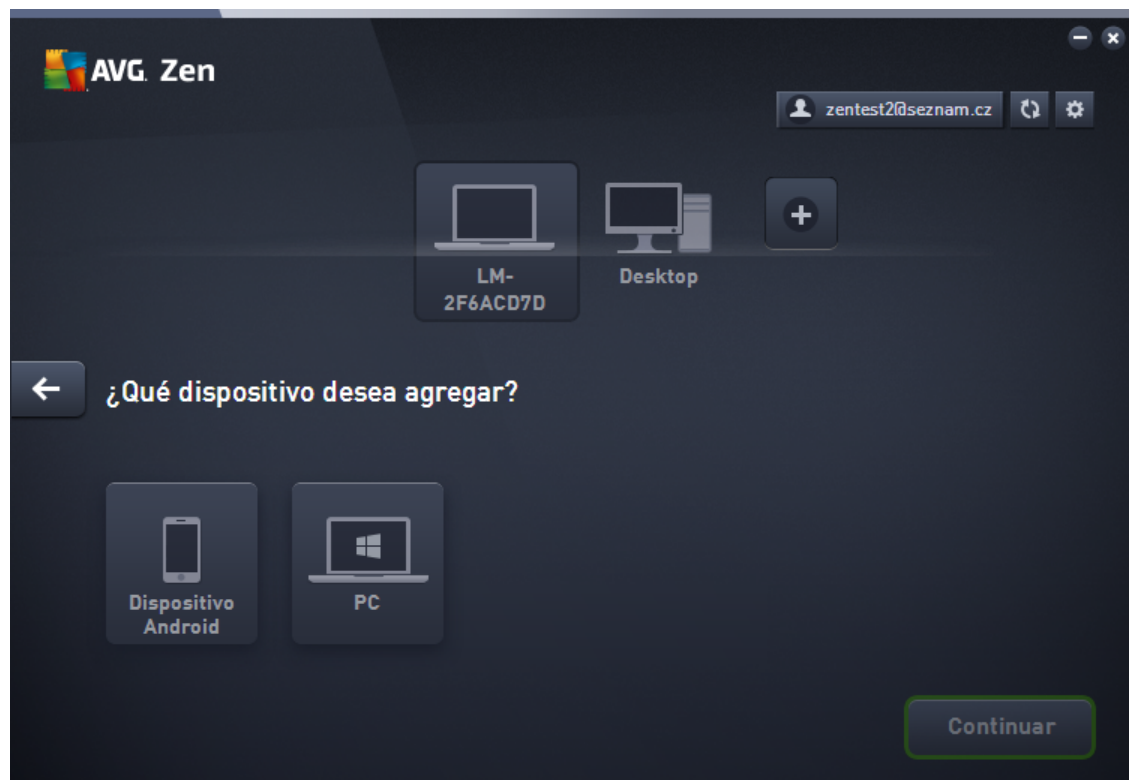 AVG. Zen
zentest2@seznam.cz
LM-
2F6ACD7D
Desktop
¿Qué dispositivo desea agregar?
Dispositivo
Android
PC
Continuar